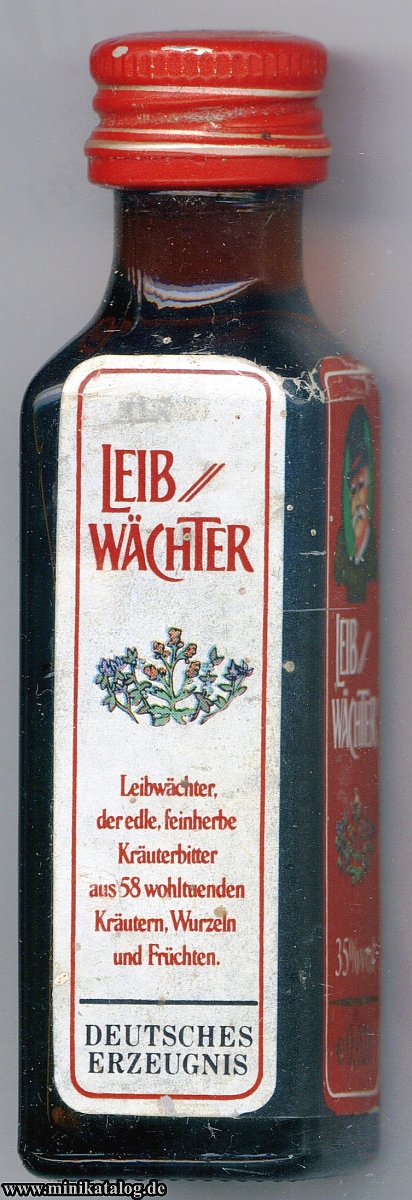 LEIB
WÄCHTER
Leibwächter,
der edle, feinherbe
Kräuterbitter
aus 58 wohltuenden
Kräutern, Wurzeln
und Früchten.
DEUTSCHES
ERZEUGNIS
LEIB
WÄCHTER
35%
www.minikatalog.de